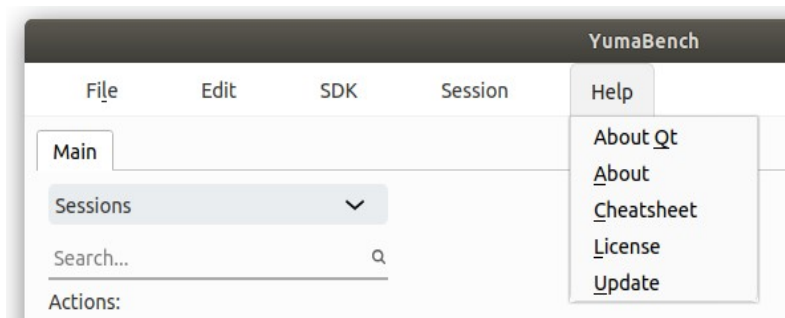 YumaBench
File Edit SDK Session Help
About Qt
Main
About
Sessions
Cheatsheet
Search...
License
Update
Actions: